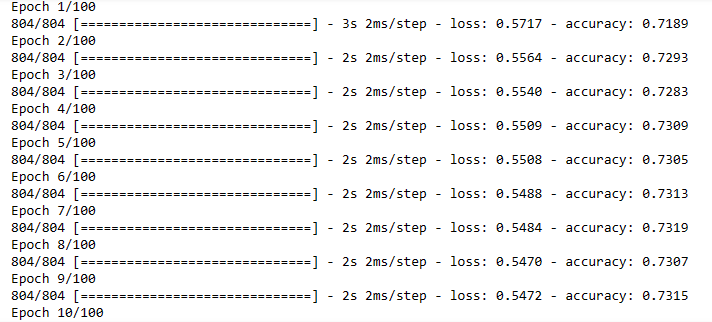 Epoch 1/100
804/804 [==============================] - 3s 2ms/step - loss: 0.5717 - accuracy: 0.7189
Epoch 2/100
804/804 [==============================] - 2s 2ms/step - loss: 0.5564 - accuracy: 0.7293
Epoch 3/100
804/804 [==============================] - 2s 2ms/step - loss: 0.5540 - accuracy: 0.7283
Epoch 4/100
804/804 [==============================] - 2s 2ms/step - loss: 0.5509 - accuracy: 0.7309
Epoch 5/100
804/804 [==============================] - 2s 2ms/step - loss: 0.5508 - accuracy: 0.7305
Epoch 6/100
804/804 [==============================] - 2s 2ms/step - loss: 0.5488 - accuracy: 0.7313
Epoch 7/100
804/804 [==============================] - 2s 2ms/step - loss: 0.5484 - accuracy: 0.7319
Epoch 8/100
804/804 [==============================] - 2s 2ms/step - loss: 0.5470 - accuracy: 0.7307
Epoch 9/100
804/804 [==============================] - 2s 2ms/step - loss: 0.5472 - accuracy: 0.7315
Epoch 10/100